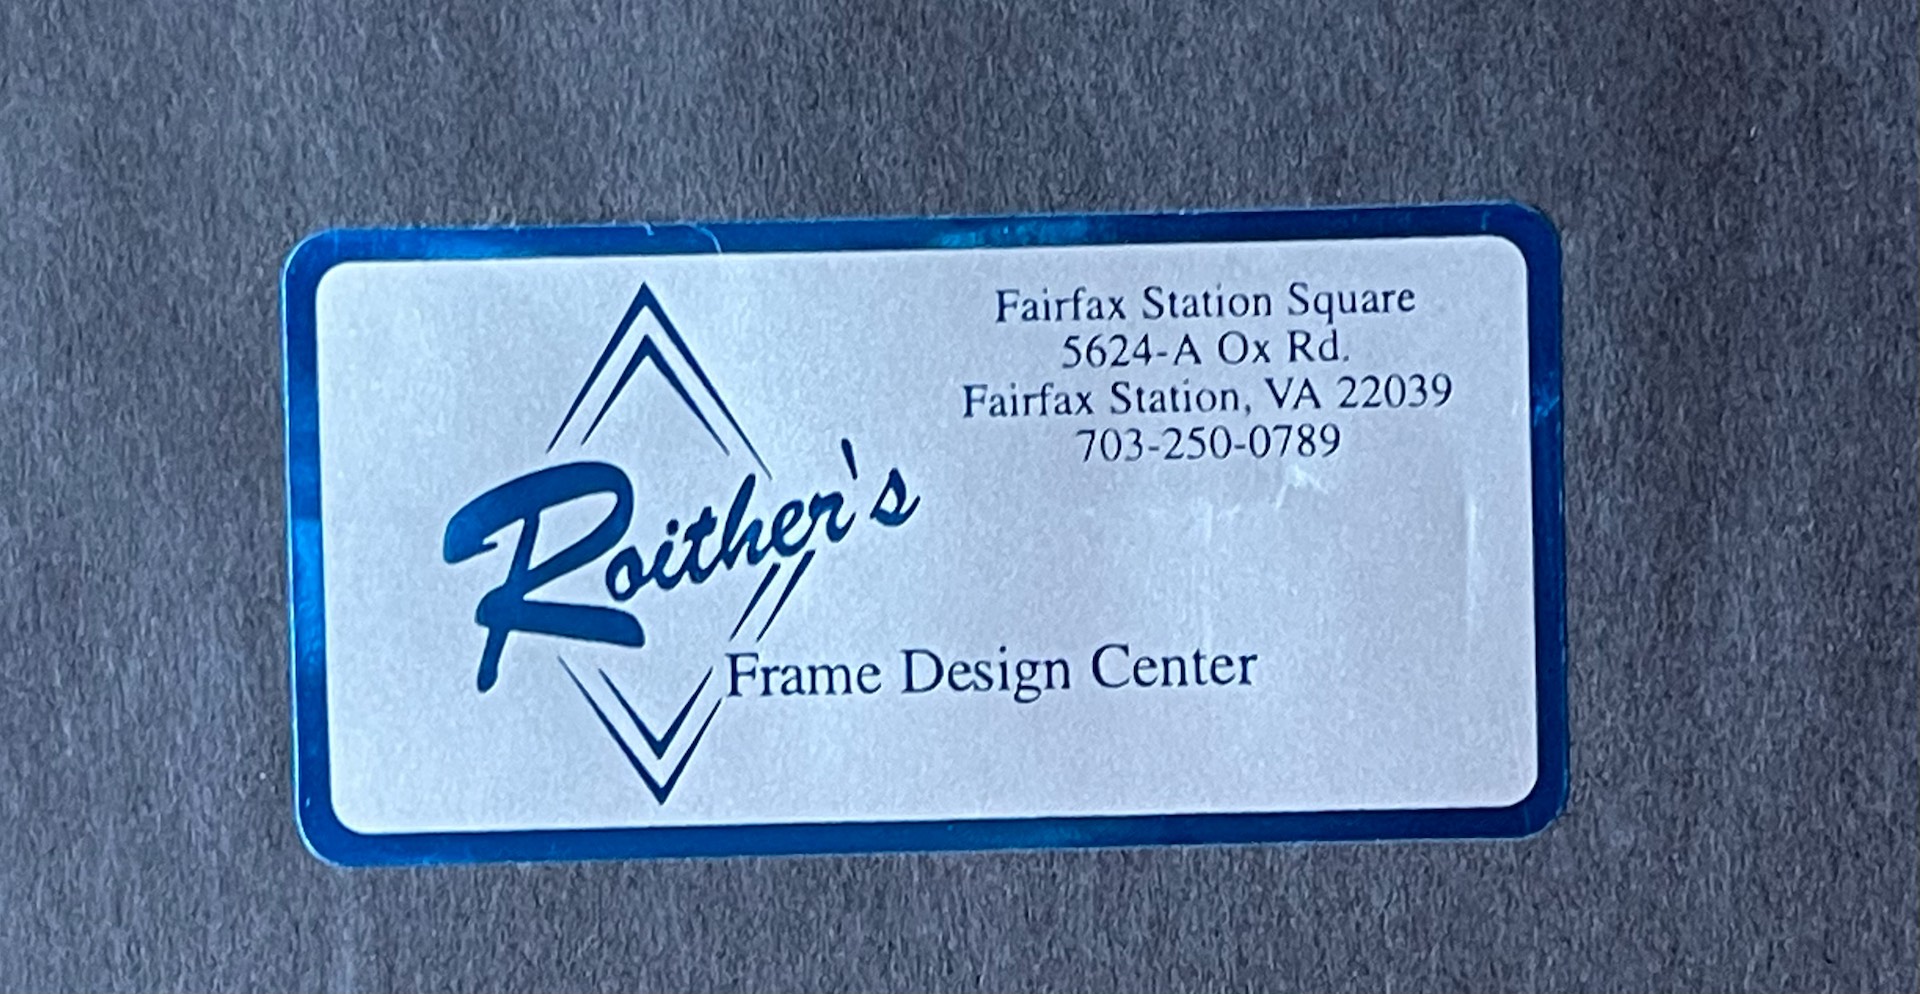 Fairfax Station Square
5624-A Ox Rd.
Fairfax Station, VA 22039
703-250-0789
Roither's
Frame Design Center